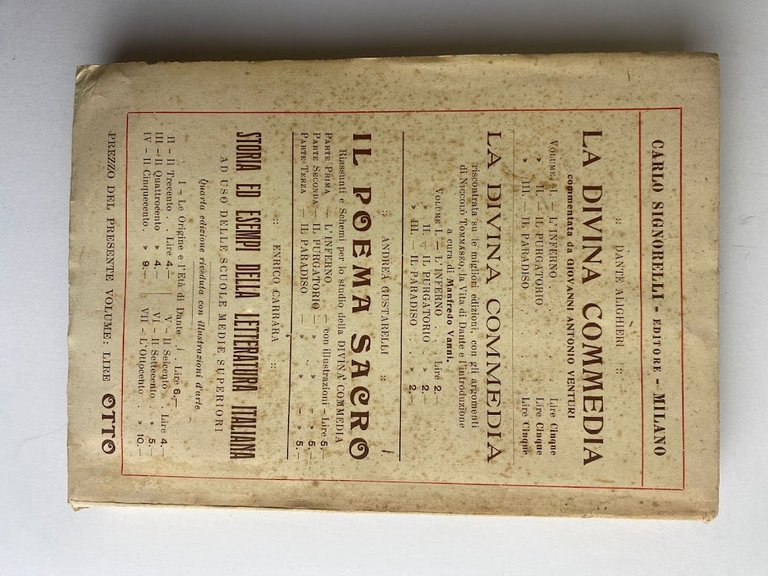 CARLO SIGNORELLI - EDITORE - MILANO
:: DANTE ALIGHIERI ::
LA DIVINA COMMEDIA
commentata da GIOVANNI ANTONIO VENTURI
VOLUME I. — L'INFERNO . . Lire Cinque
» II. — IL PURGATORIO . . Lire Cinque
» III. — IL PARADISO . . Lire Cinque
LA DIVINA COMMEDIA
riscontrata su le migliori edizioni, con gli argomenti
di NICCOLÒ TOMMASEO, la Vita di Dante e l'introduzione
a cura di Manfredo Vanni.
VOLUME I. — L'INFERNO . Lire 2.—
» II. — IL PURGATORIO . » 2.—
» III. — IL PARADISO . » 2.—
:: ANDREA GUSTARELLI ::
IL POEMA SACRO
Riassunti e Schemi per lo studio della DIVINA COMMEDIA
PARTE PRIMA — L'INFERNO — con illustrazioni - Lire 5.—
PARTE SECONDA — IL PURGATORIO — » » - » 5.—
PARTE TERZA — IL PARADISO — » » - » 5.—
:: ENRICO CARRARA ::
STORIA ED ESEMPI DELLA LETTERATURA ITALIANA
AD USO DELLE SCUOLE MEDIE SUPERIORI
Quarta edizione riveduta con illustrazioni d'arte.
I - Le Origini e l'Età di Dante . Lire 6.—
II - Il Trecento . Lire 4.—
III - Il Quattrocento » 4.—
IV - Il Cinquecento . » 9.—
V - Il Seicento . Lire 4.—
VI - Il Settecento . » 5.—
VII - L'Ottocento . » 10.—
PREZZO DEL PRESENTE VOLUME: LIRE OTTO